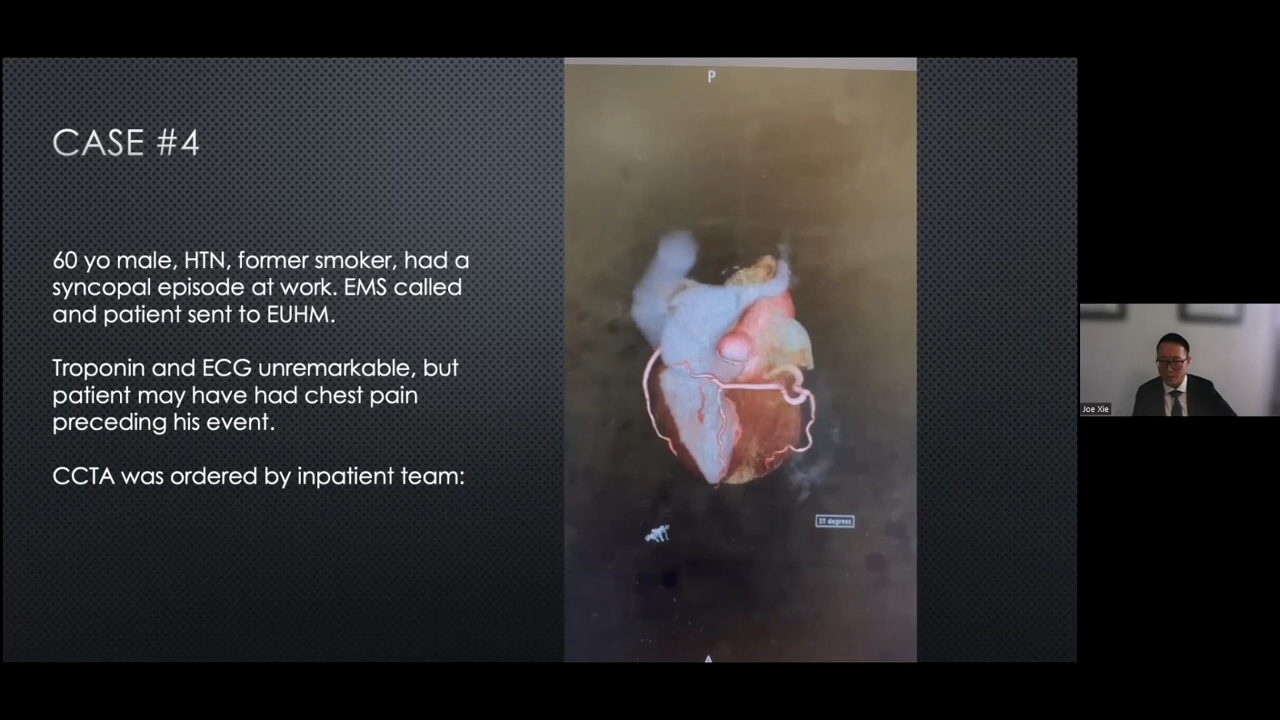 CASE #4
60 yo male, HTN, former smoker, had a
syncopal episode at work. EMS called
and patient sent to EUHM.
Troponin and ECG unremarkable, but
patient may have had chest pain
preceding his event.
CCTA was ordered by inpatient team:
P
A
Joe Xie